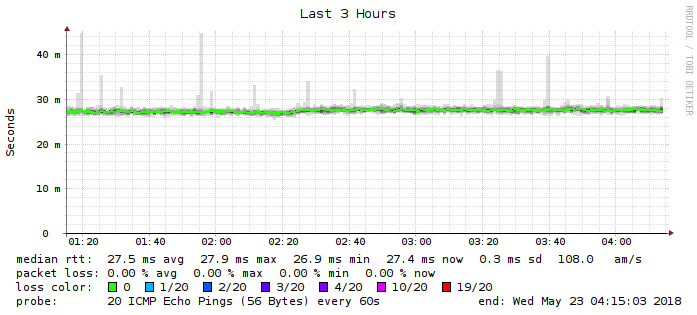 Last 3 Hours
RRDTOOL / TOBI OETIKER
Seconds
40 m
30 m
20 m
10 m
0
01:20 01:40 02:00 02:20 02:40 03:00 03:20 03:40 04:00
median rtt: 27.5 ms avg 27.9 ms max 26.9 ms min 27.4 ms now 0.3 ms sd 108.0 am/s
packet loss: 0.00 % avg 0.00 % max 0.00 % min 0.00 % now
loss color: 0 1/20 2/20 3/20 4/20 10/20 19/20
probe: 20 ICMP Echo Pings (56 Bytes) every 60s end: Wed May 23 04:15:03 2018